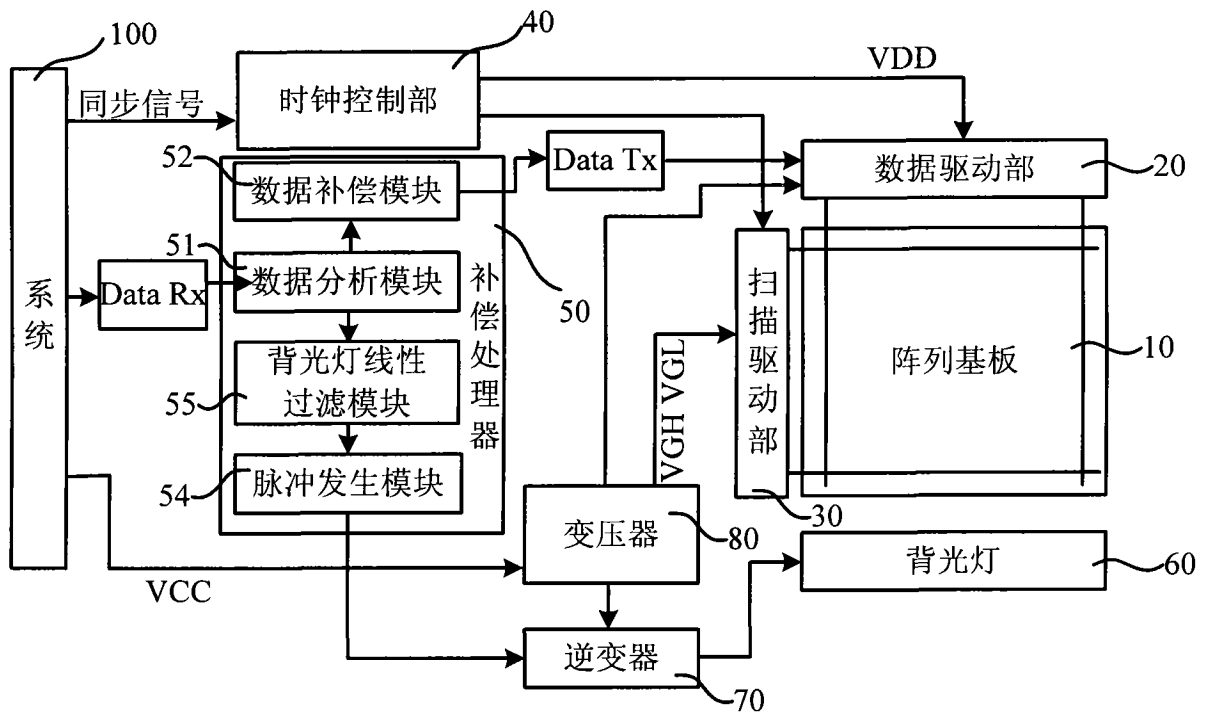 100
40
VDD
同步信号
时钟控制部
52
数据补偿模块
Data Tx
数据驱动部
20
51
数据分析模块
Data Rx
系统
补偿处理器
50
扫描驱动部
阵列基板
10
背光灯线性
过滤模块
55
VGH VGL
脉冲发生模块
54
变压器
80
30
背光灯
60
VCC
逆变器
70